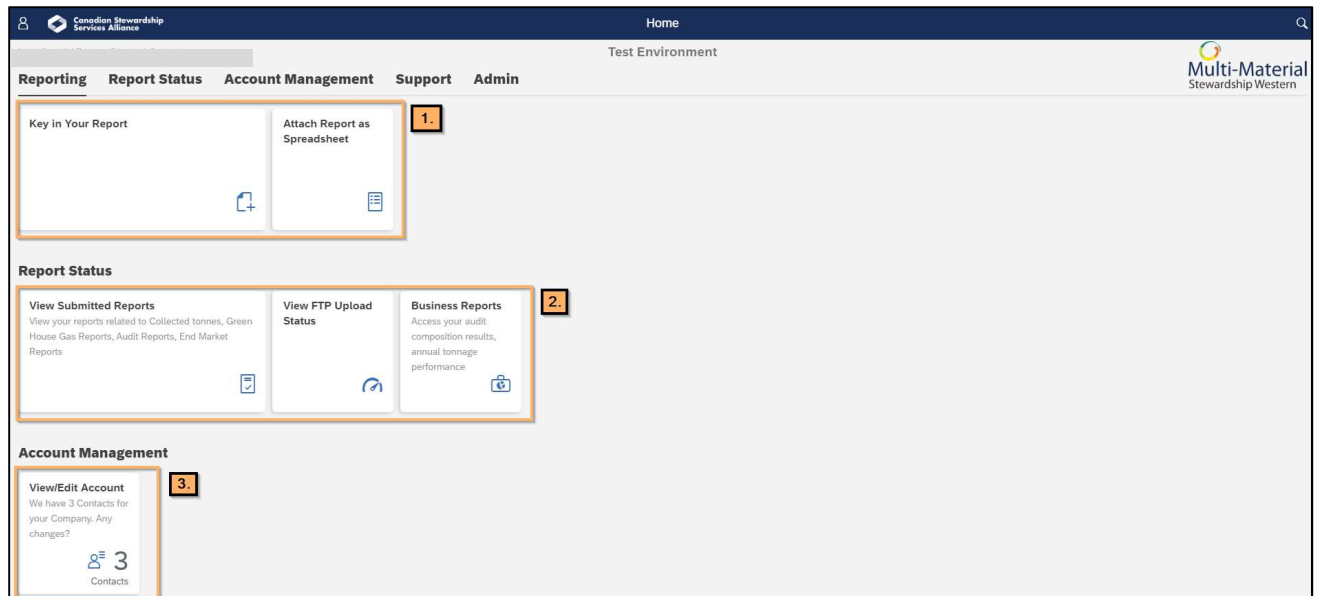 Canadian Stewardship
Services Alliance
Home
Test Environment
Multi-Material
Stewardship Western
Reporting Report Status Account Management Support Admin
Key in Your Report
Attach Report as
Spreadsheet
1.
Report Status
View Submitted Reports
View your reports related to Collected tonnes, Green
House Gas Reports, Audit Reports, End Market
Reports
View FTP Upload
Status
Business Reports
Access your audit
composition results,
annual tonnage
performance
2.
Account Management
View/Edit Account
We have 3 Contacts for
your Company. Any
changes?
3
Contacts
3.